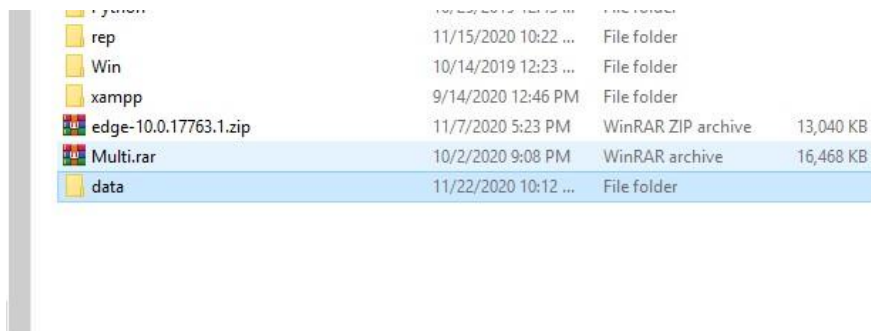 rep 11/15/2020 10:22 ... File folder
Win 10/14/2019 12:23 ... File folder
xampp 9/14/2020 12:46 PM File folder
edge-10.0.17763.1.zip 11/7/2020 5:23 PM WinRAR ZIP archive 13,040 KB
Multi.rar 10/2/2020 9:08 PM WinRAR archive 16,468 KB
data 11/22/2020 10:12 ... File folder